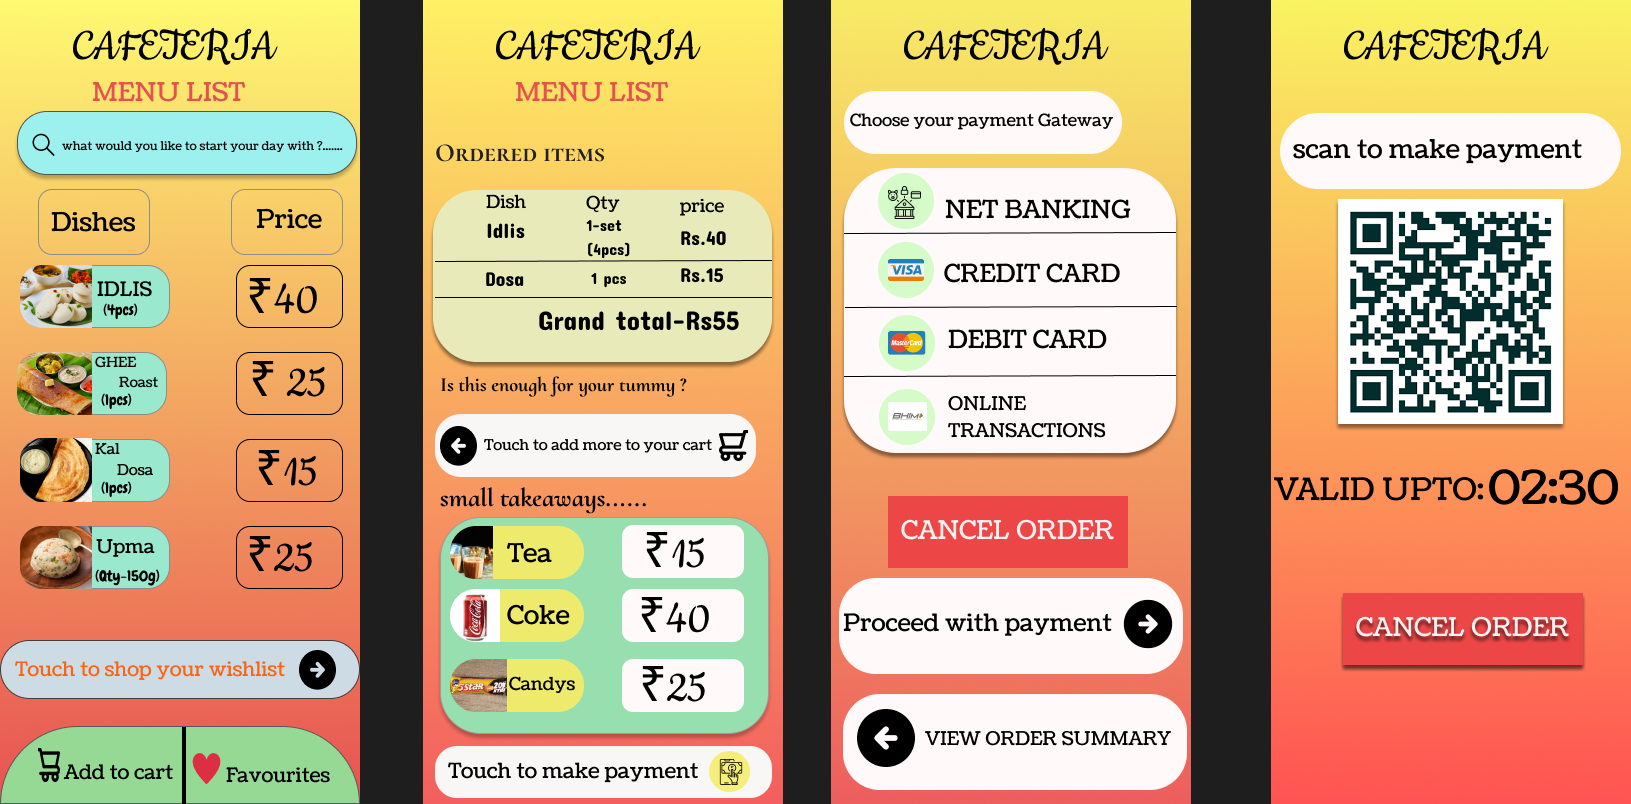 CAFETERIA
MENU LIST
what would you like to start your day with ?.......
Dishes
Price
IDLIS
(4pcs)
₹40
GHEE
Roast
(1pcs)
₹ 25
Kal
Dosa
(1pcs)
₹15
Upma
(Qty-150g)
₹25
Touch to shop your wishlist
Add to cart
Favourites
CAFETERIA
MENU LIST
ORDERED ITEMS
Dish Qty price
Idlis 1-set Rs.40
(4pcs)
Dosa 1 pcs Rs.15
Grand total-Rs55
Is this enough for your tummy ?
Touch to add more to your cart
small takeaways......
Tea
₹15
Coca-Cola
Coke
₹40
5Star
Candys
₹25
Touch to make payment
CAFETERIA
Choose your payment Gateway
NET BANKING
VISA
CREDIT CARD
MasterCard
DEBIT CARD
BHIM
ONLINE
TRANSACTIONS
CANCEL ORDER
Proceed with payment
VIEW ORDER SUMMARY
CAFETERIA
scan to make payment
VALID UPTO: 02:30
CANCEL ORDER